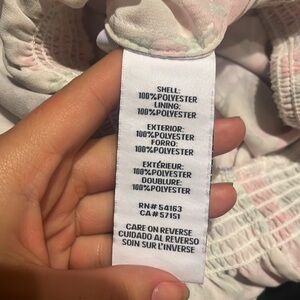 SHELL:
100%POLYESTER
LINING:
100%POLYESTER
EXTERIOR:
100%POLYESTER
FORRO:
100%POLYESTER
EXTÉRIEUR:
100%POLYESTER
DOUBLURE:
100%POLYESTER
RN# 54163
CA# 57151
CARE ON REVERSE
CUIDADO AL REVERSO
SOIN SUR L'INVERSE